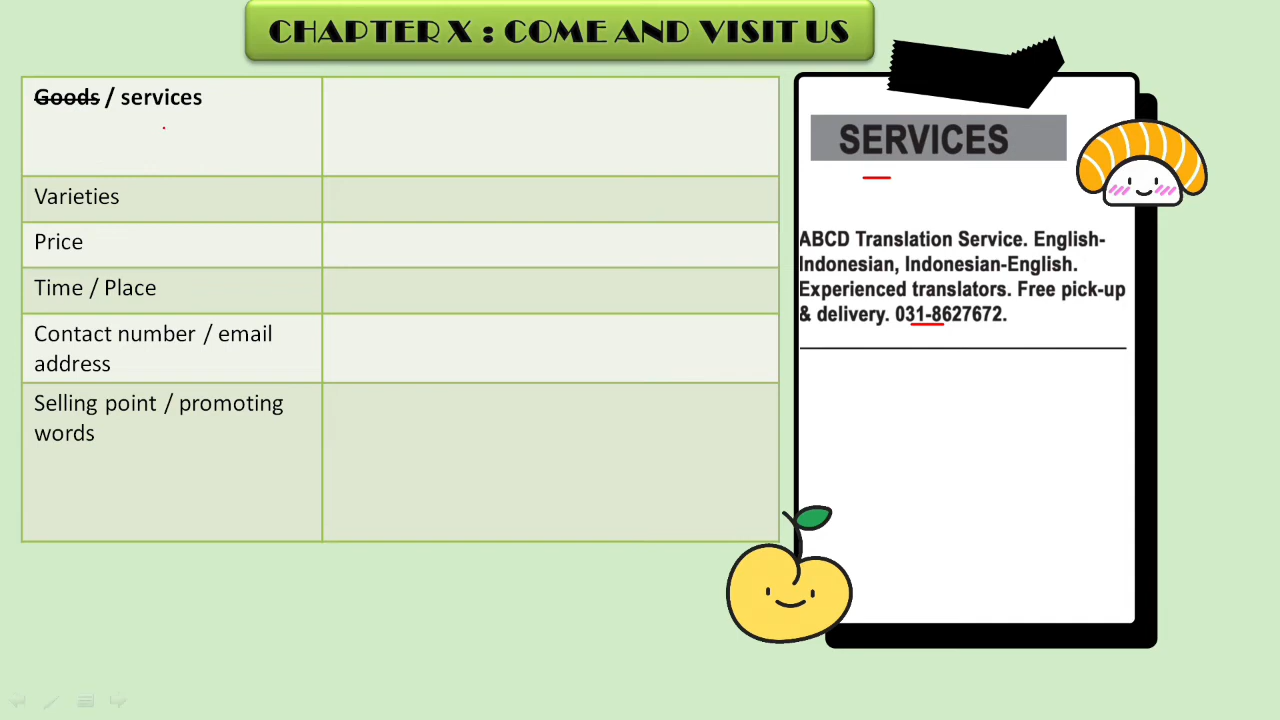 CHAPTER X : COME AND VISIT US
Goods / services
Varieties
Price
Time / Place
Contact number / email
address
Selling point / promoting
words
SERVICES
ABCD Translation Service. English-
Indonesian, Indonesian-English.
Experienced translators. Free pick-up
& delivery. 031-8627672.